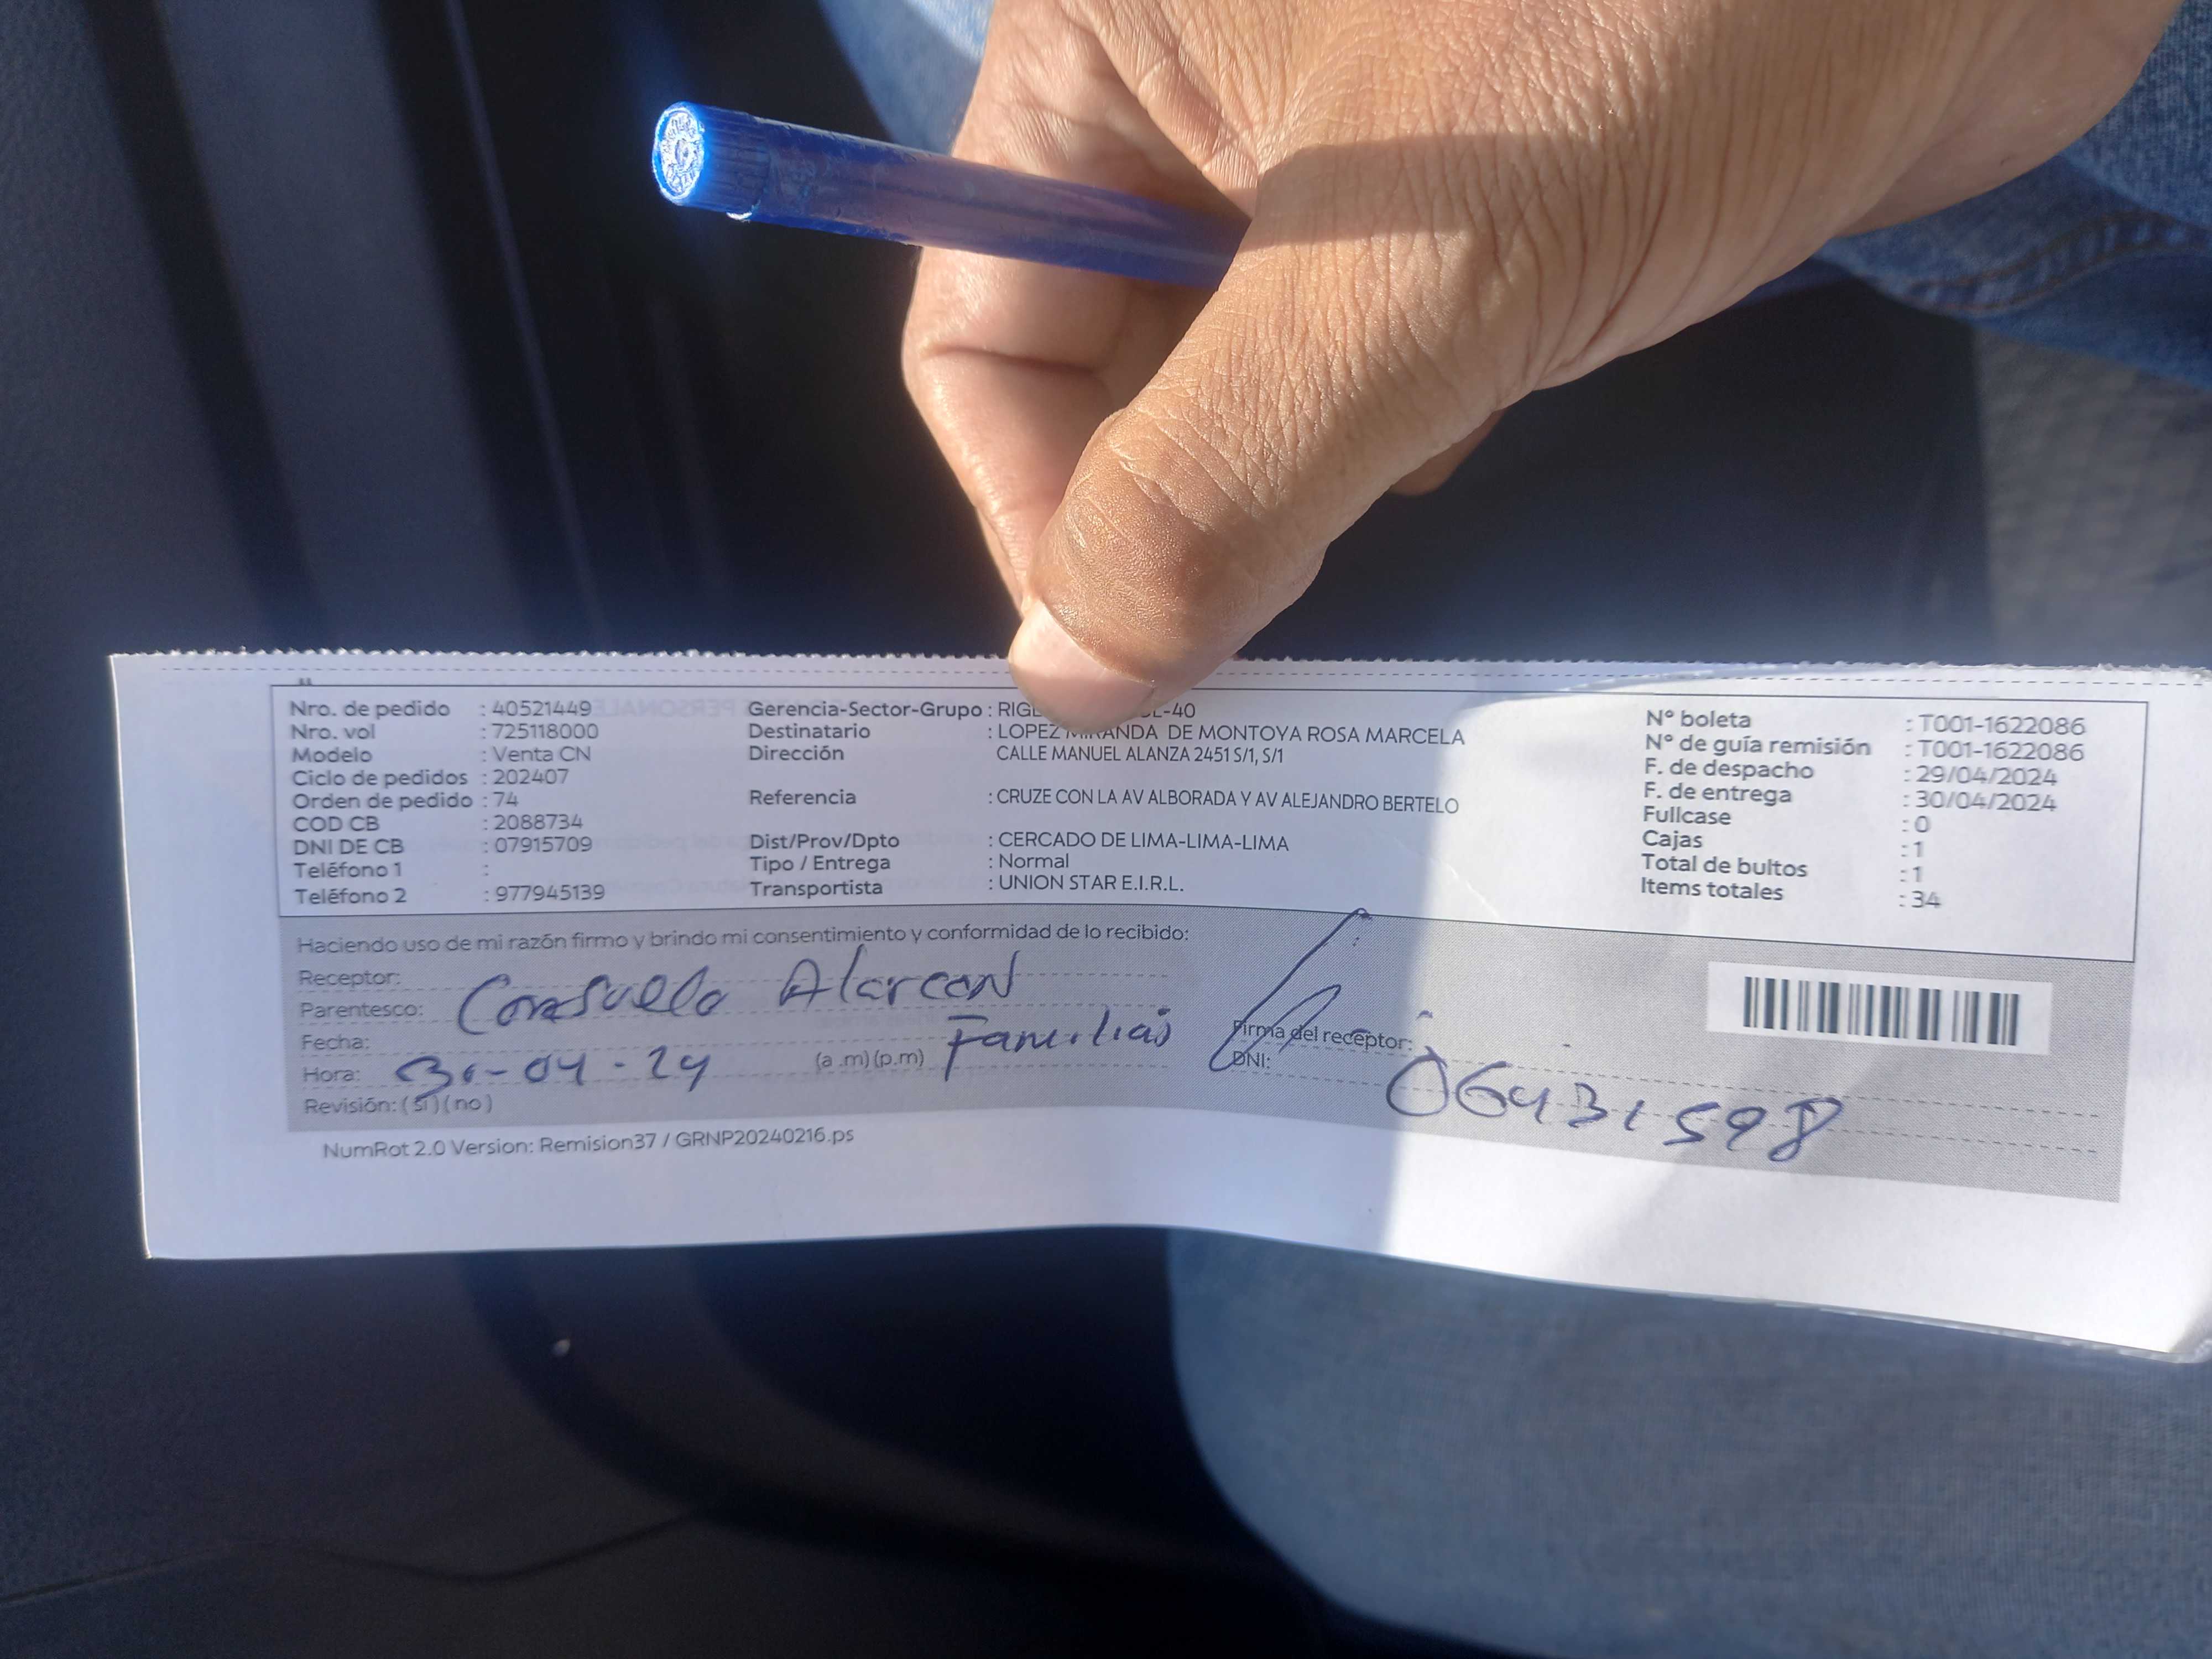 Nro. de pedido : 40521449
Nro. vol : 725118000
Modelo : Venta CN
Ciclo de pedidos : 202407
Orden de pedido : 74
COD CB : 2088734
DNI DE CB : 07915709
Teléfono 1 :
Teléfono 2 : 977945139
Gerencia-Sector-Grupo : -40
Destinatario : LOPEZ MIRANDA DE MONTOYA ROSA MARCELA
Dirección CALLE MANUEL ALANZA 2451 S/1, S/1
Referencia : CRUZE CON LA AV ALBORADA Y AV ALEJANDRO BERTELO
Dist/Prov/Dpto : CERCADO DE LIMA-LIMA-LIMA
Tipo / Entrega : Normal
Transportista : UNION STAR E.I.R.L.
N° boleta : T001-1622086
N° de guía remisión : T001-1622086
F. de despacho : 29/04/2024
F. de entrega : 30/04/2024
Fullcase : 0
Cajas : 1
Total de bultos : 1
Items totales : 34
Haciendo uso de mi razón firmo y brindo mi consentimiento y conformidad de lo recibido:
Receptor:
Parentesco: Consuelo Alarcon
Fecha:
Hora: 30-04-24 (a .m) (p.m) Familiar
Revisión: (si) (no)
Firma del receptor:
DNI: 06431598
NumRot 2.0 Version: Remision37 / GRNP20240216.ps